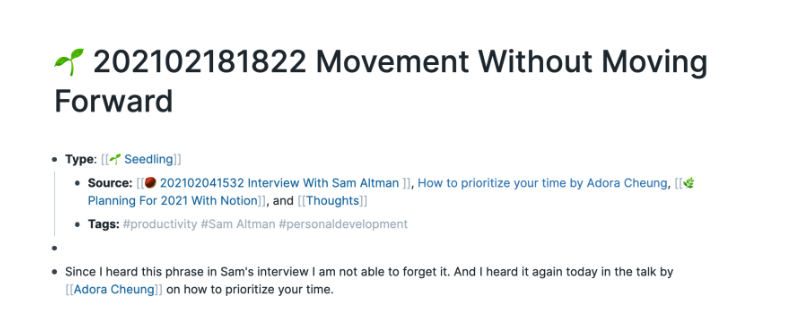 🌱 202102181822 Movement Without Moving
Forward
Type: [[🌱 Seedling]]
Source: [[🌰 202102041532 Interview With Sam Altman ]], How to prioritize your time by Adora Cheung, [[🌿
Planning For 2021 With Notion]], and [[Thoughts]]
Tags: #productivity #Sam Altman #personaldevelopment
Since I heard this phrase in Sam's interview I am not able to forget it. And I heard it again today in the talk by
[[Adora Cheung]] on how to prioritize your time.